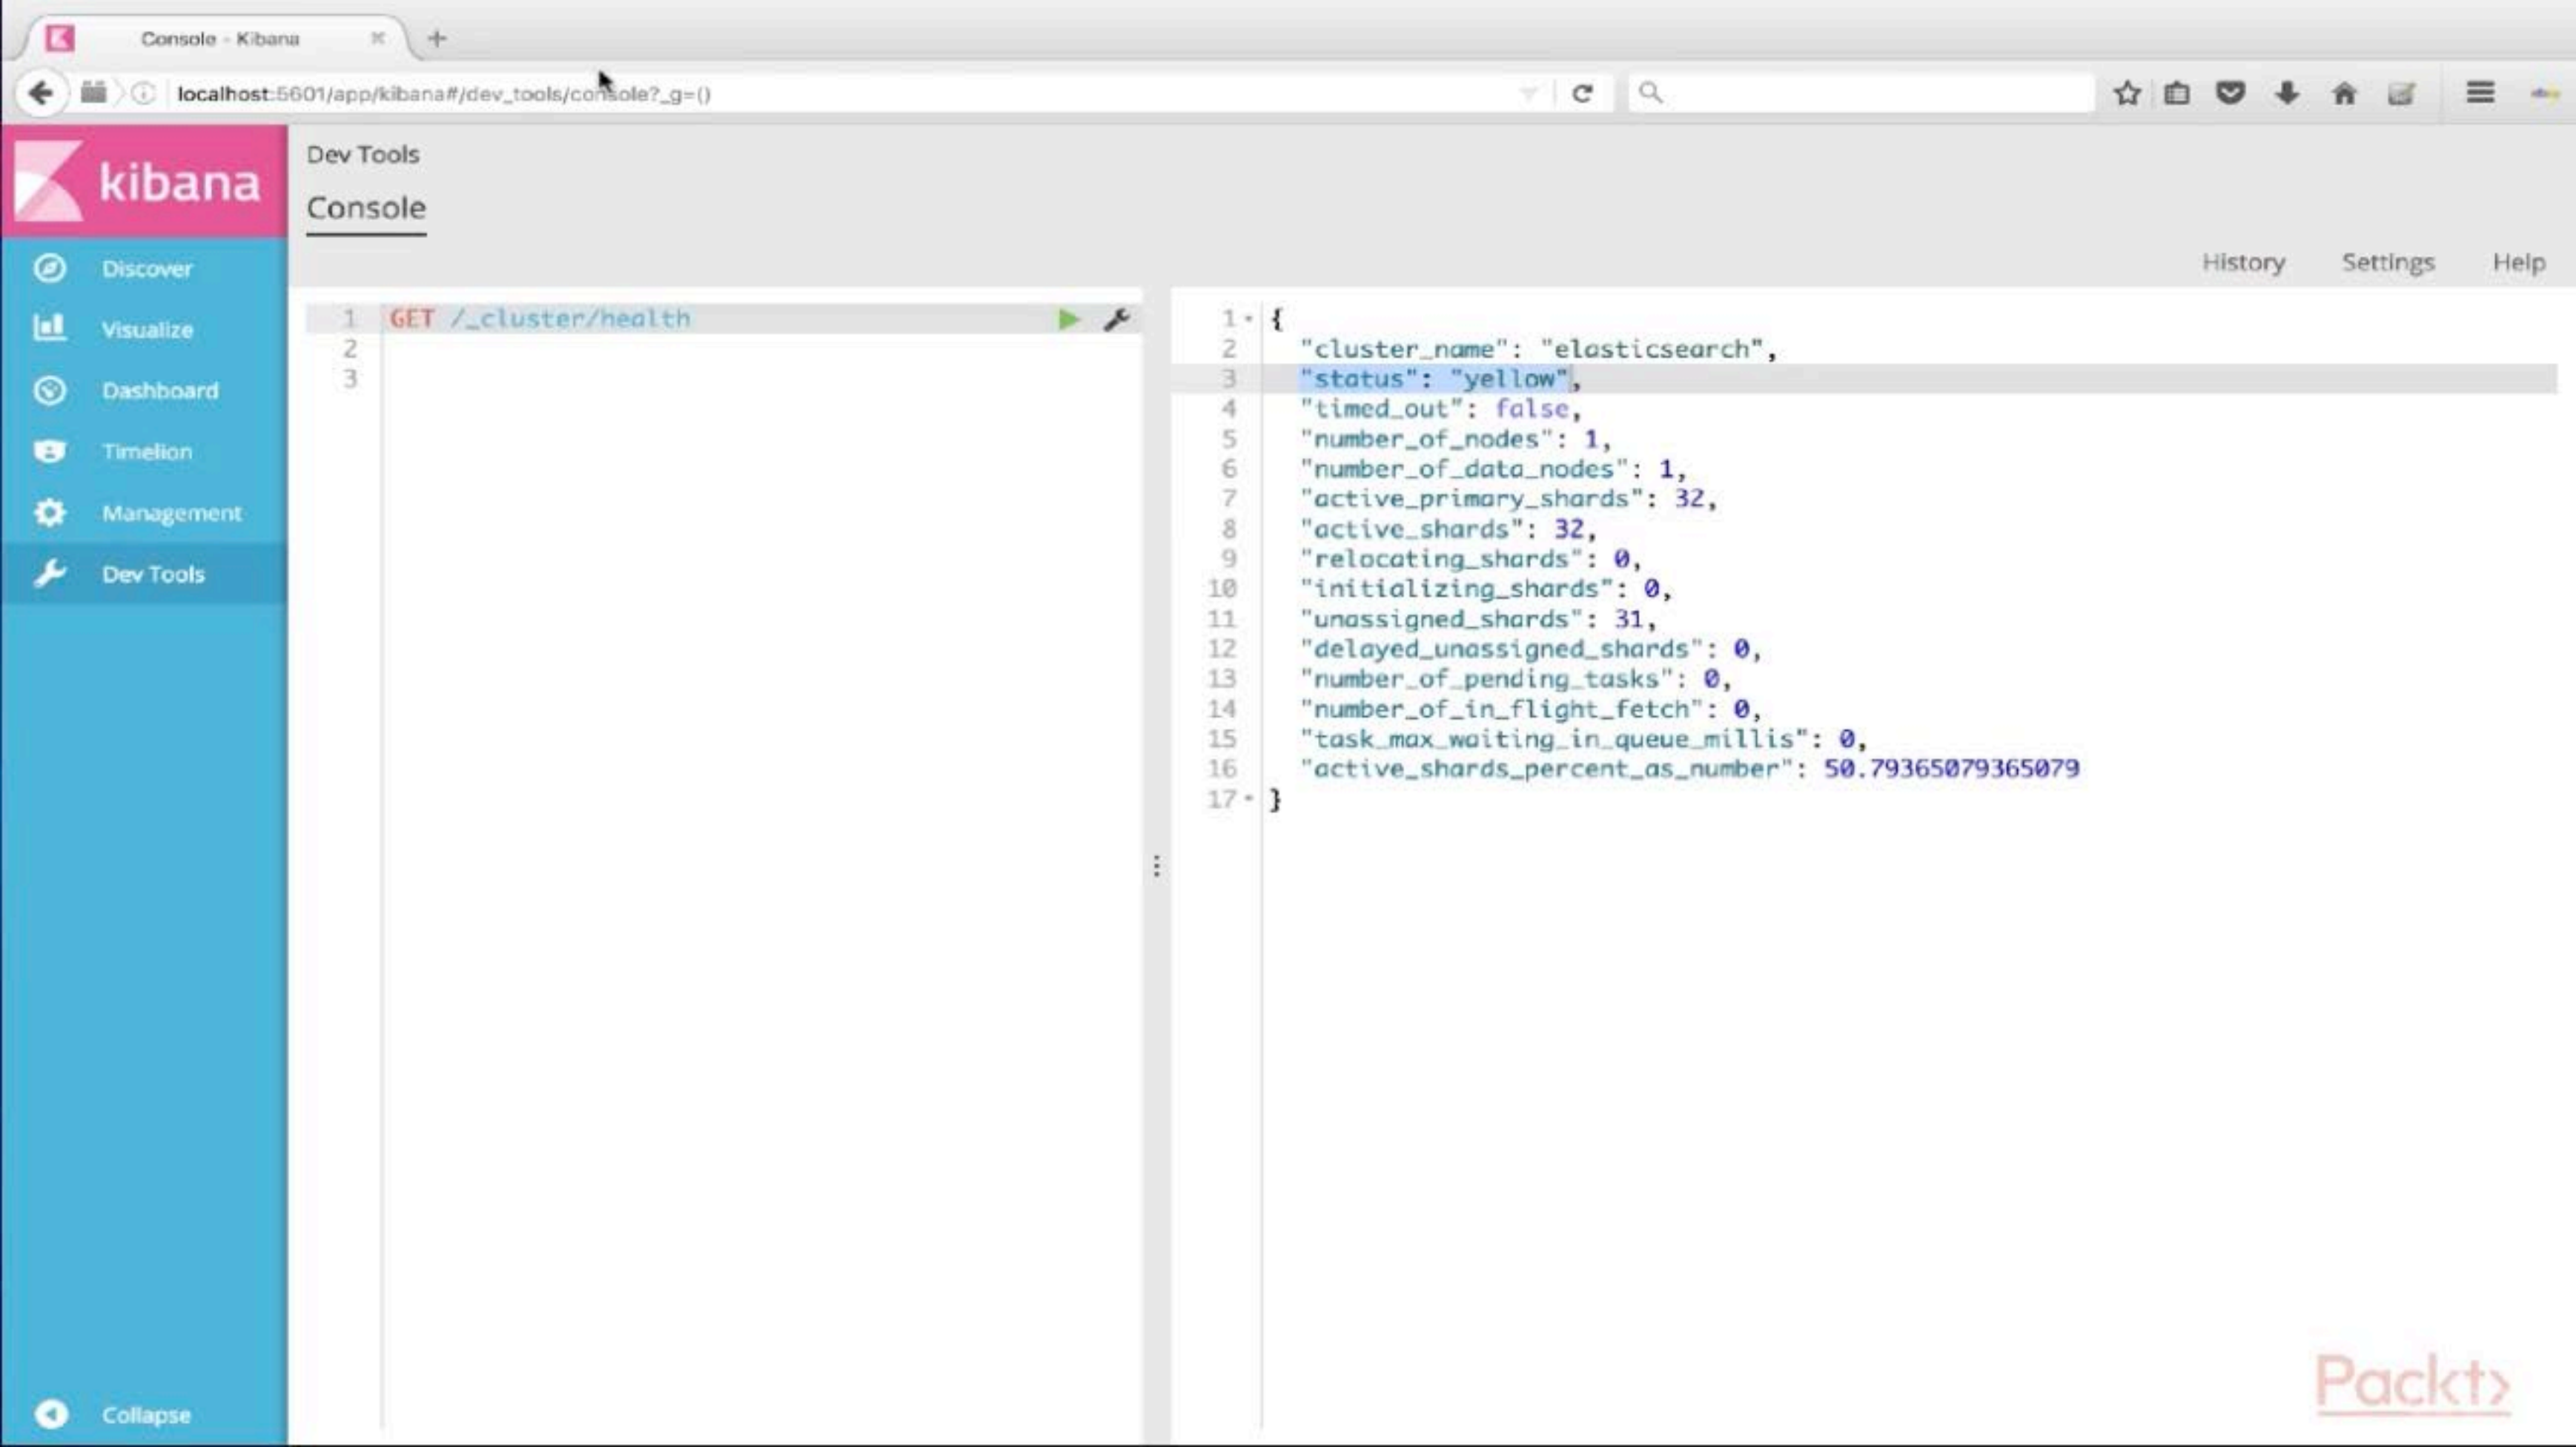 Console - Kibana
localhost:5601/app/kibana#/dev_tools/console?_g=()
kibana
Discover
Visualize
Dashboard
Timelion
Management
Dev Tools
Collapse
Dev Tools
Console
History Settings Help
1 GET /_cluster/health
2
3
1 {
2 "cluster_name": "elasticsearch",
3 "status": "yellow",
4 "timed_out": false,
5 "number_of_nodes": 1,
6 "number_of_data_nodes": 1,
7 "active_primary_shards": 32,
8 "active_shards": 32,
9 "relocating_shards": 0,
10 "initializing_shards": 0,
11 "unassigned_shards": 31,
12 "delayed_unassigned_shards": 0,
13 "number_of_pending_tasks": 0,
14 "number_of_in_flight_fetch": 0,
15 "task_max_waiting_in_queue_millis": 0,
16 "active_shards_percent_as_number": 50.79365079365079
17 }
Packt>